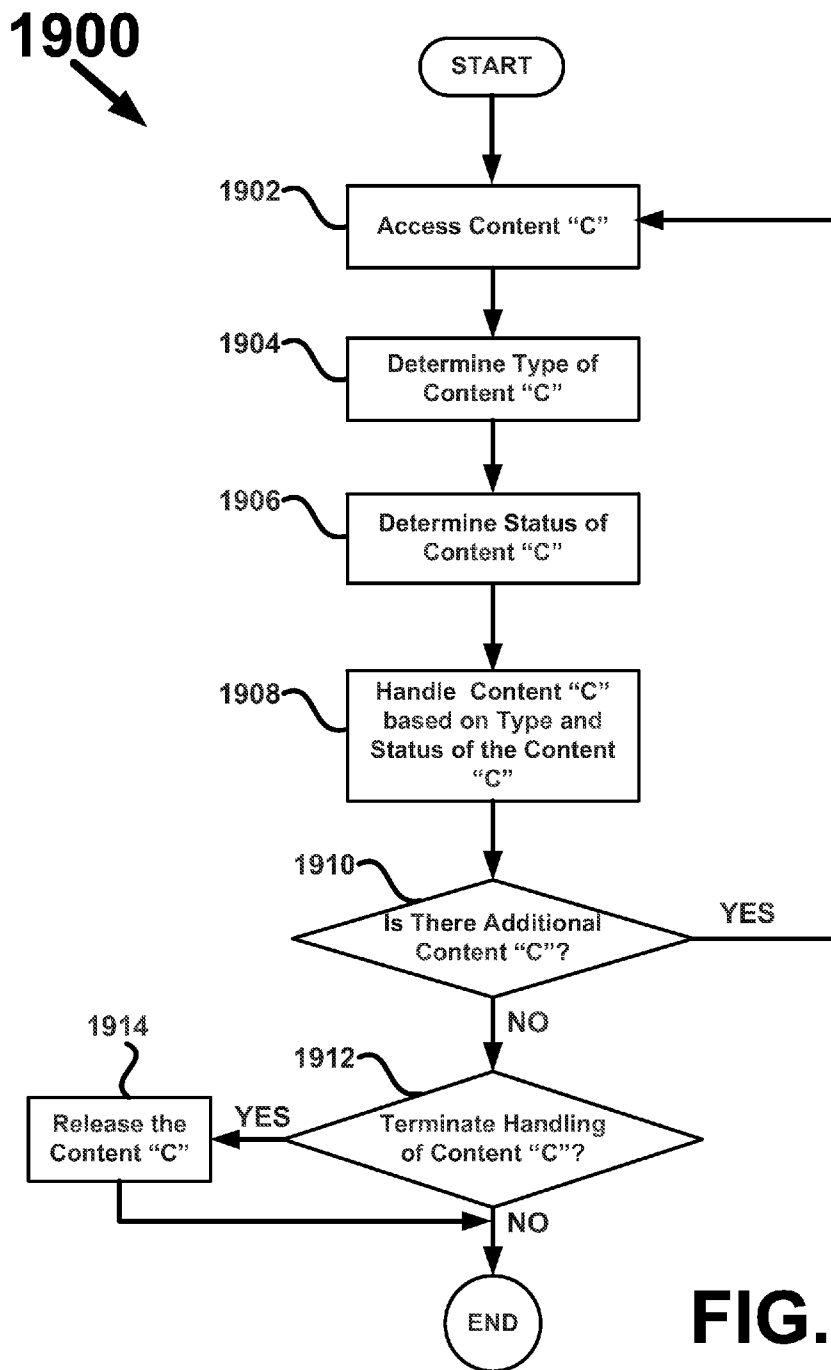 1900
START
1902
Access Content “C”
1904
Determine Type of
Content “C”
1906
Determine Status of
Content “C”
1908
Handle Content “C”
based on Type and
Status of the Content
“C”
1910
Is There Additional
Content “C”?
YES
NO
1914
1912
Release the
Content “C”
YES
Terminate Handling
of Content “C”?
NO
END
FIG.